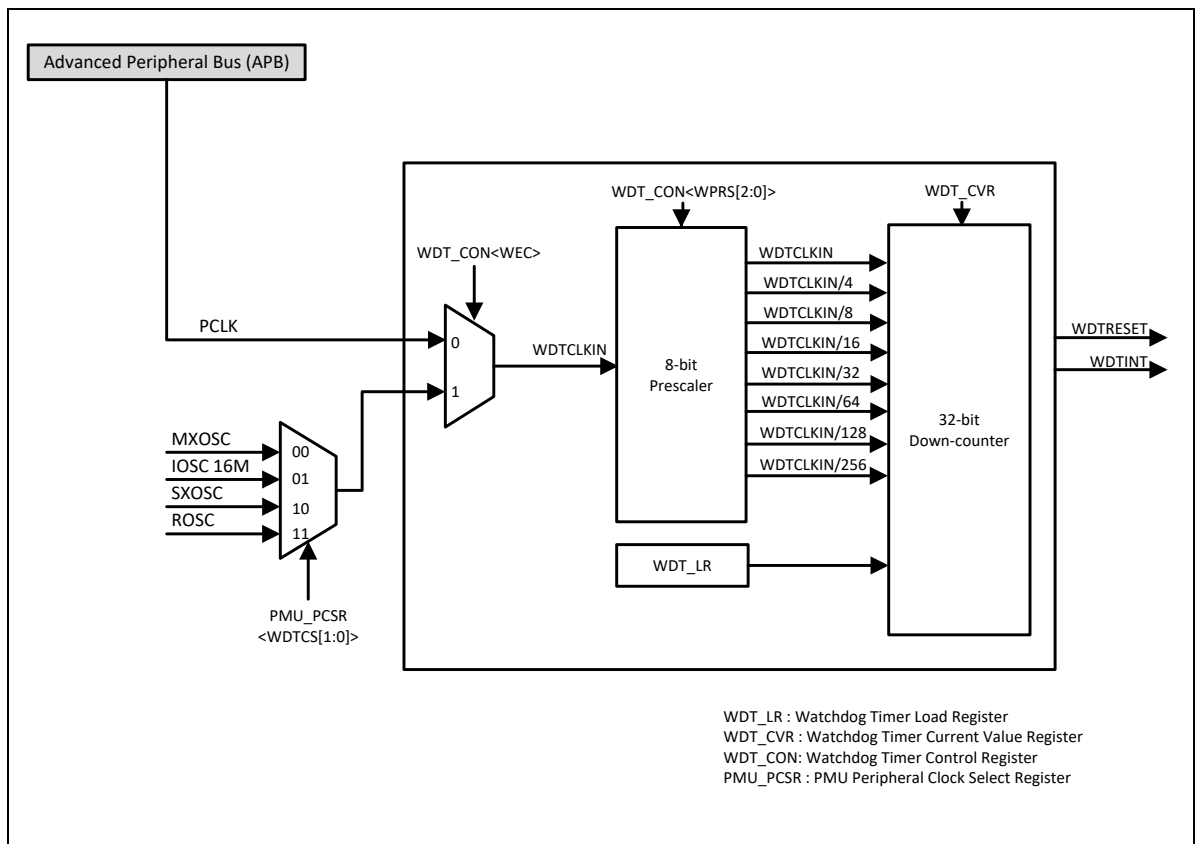 Advanced Peripheral Bus (APB)
WDT_CON<WPRS[2:0]>
WDT_CVR
WDT_CON<WEC>
WDTCLKIN
WDTCLKIN/4
WDTCLKIN/8
WDTCLKIN/16
WDTCLKIN/32
WDTCLKIN/64
WDTCLKIN/128
WDTCLKIN/256
PCLK
0
1
WDTCLKIN
8-bit
Prescaler
32-bit
Down-counter
WDTRESET
WDTINT
MXOSC
IOSC 16M
SXOSC
ROSC
00
01
10
11
WDT_LR
PMU_PCSR
<WDTCS[1:0]>
WDT_LR : Watchdog Timer Load Register
WDT_CVR : Watchdog Timer Current Value Register
WDT_CON: Watchdog Timer Control Register
PMU_PCSR : PMU Peripheral Clock Select Register